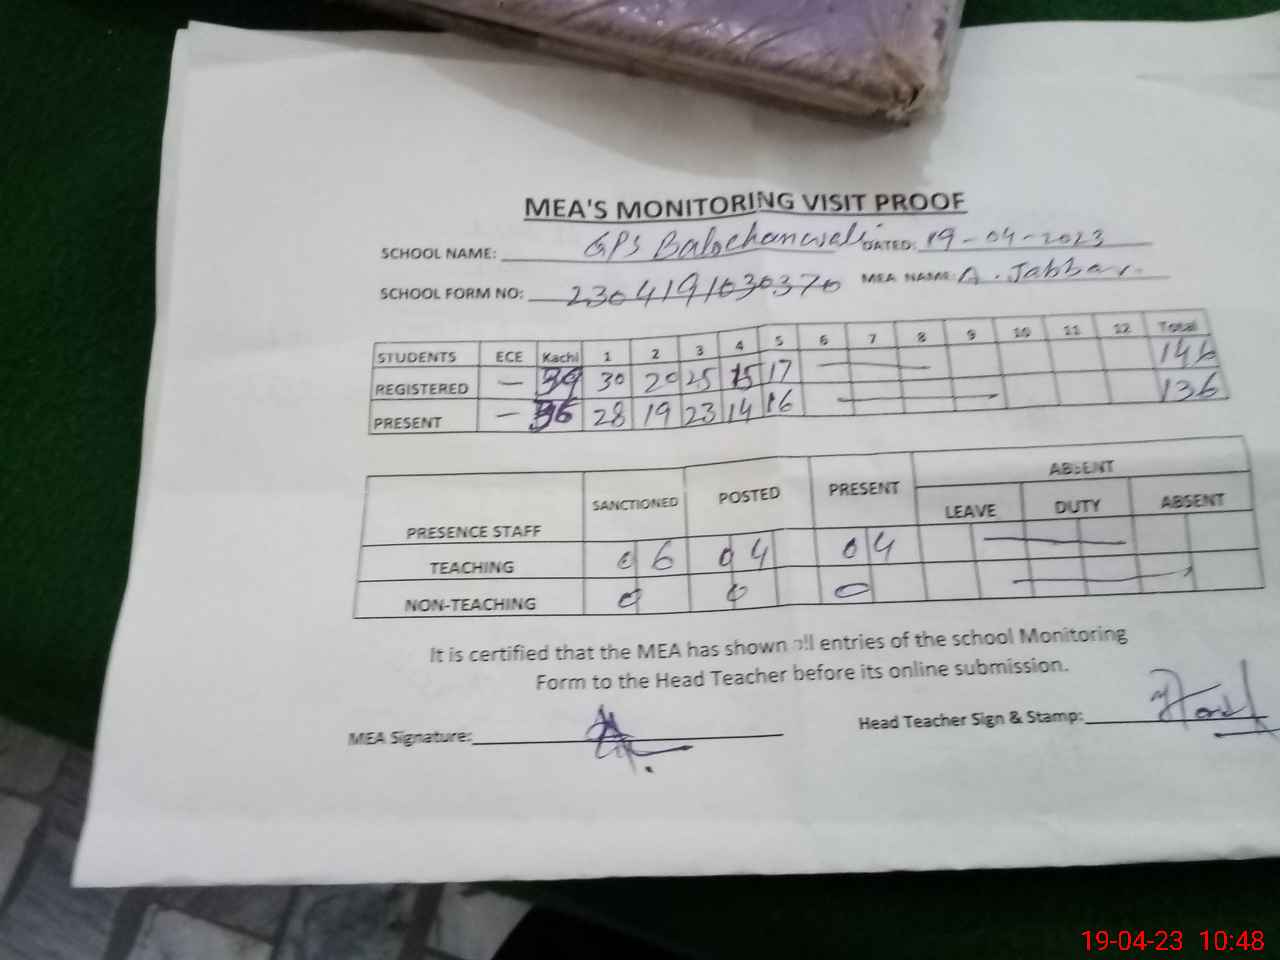 MEA'S MONITORING VISIT PROOF
SCHOOL NAME: GPS Balochanwali DATED: 19-04-2023
SCHOOL FORM NO: 2304191030370 MEA NAME: A. Jabbar.
STUDENTS ECE Kachi 1 2 3 4 5 6 7 8 9 10 11 12 Total
REGISTERED — 39 30 20 25 15 17 146
PRESENT — 36 28 19 23 14 16 136
ABSENT
PRESENCE STAFF SANCTIONED POSTED PRESENT LEAVE DUTY ABSENT
TEACHING 06 04 04
NON-TEACHING 0 0 0
It is certified that the MEA has shown all entries of the school Monitoring
Form to the Head Teacher before its online submission.
MEA Signature: Head Teacher Sign & Stamp:
19-04-23 10:48